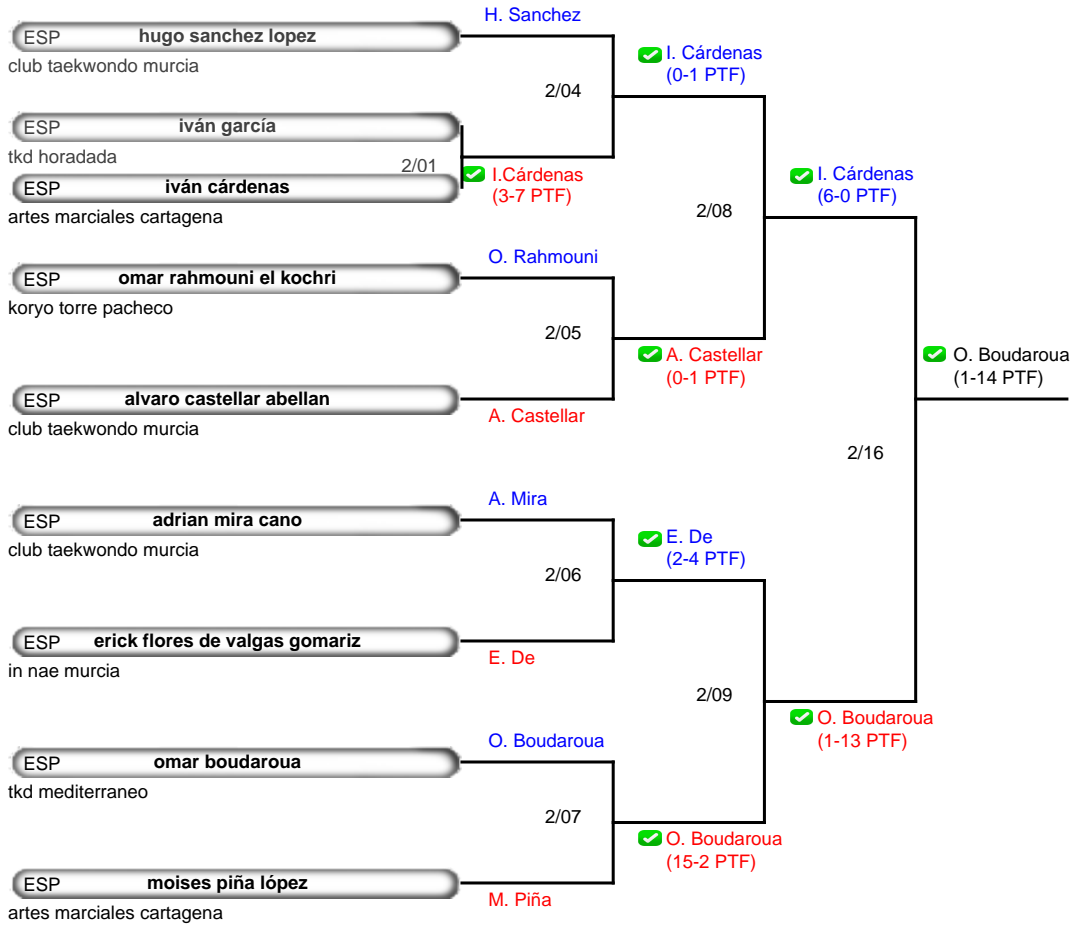 H. Sanchez
ESP hugo sanchez lopez
club taekwondo murcia
I. Cárdenas
(0-1 PTF)
2/04
ESP iván garcía
tkd horadada
2/01
I.Cárdenas
(3-7 PTF)
ESP iván cárdenas
artes marciales cartagena
I. Cárdenas
(6-0 PTF)
2/08
O. Rahmouni
ESP omar rahmouni el kochri
koryo torre pacheco
2/05
A. Castellar
(0-1 PTF)
O. Boudaroua
(1-14 PTF)
ESP alvaro castellar abellan
club taekwondo murcia
A. Castellar
2/16
A. Mira
ESP adrian mira cano
club taekwondo murcia
E. De
(2-4 PTF)
2/06
ESP erick flores de valgas gomariz
in nae murcia
E. De
2/09
O. Boudaroua
(1-13 PTF)
O. Boudaroua
ESP omar boudaroua
tkd mediterraneo
2/07
O. Boudaroua
(15-2 PTF)
ESP moises piña lópez
artes marciales cartagena
M. Piña